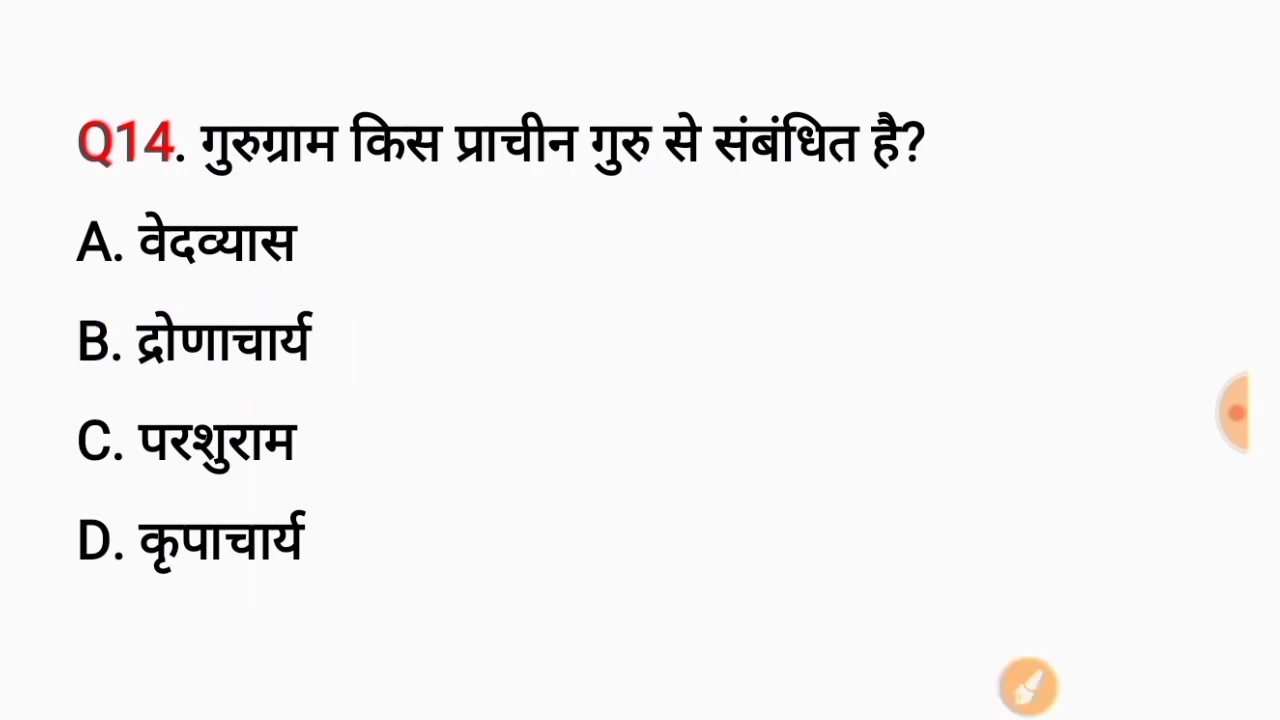 Q14. गुरुग्राम किस प्राचीन गुरु से संबंधित है?
A. वेदव्यास
B. द्रोणाचार्य
C. परशुराम
D. कृपाचार्य